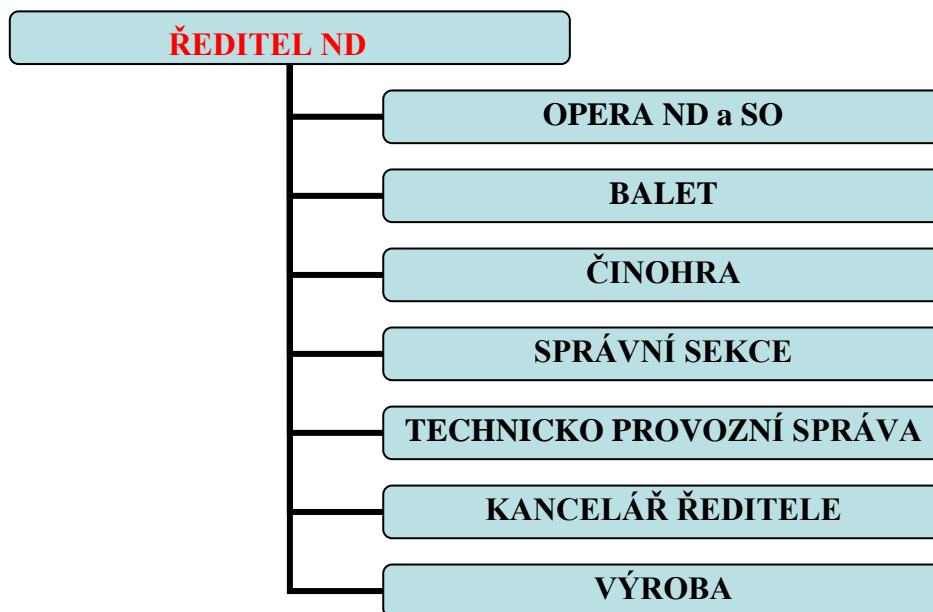 ŘEDITEL ND
OPERA ND a SO
BALET
ČINOHRA
SPRÁVNÍ SEKCE
TECHNICKO PROVOZNÍ SPRÁVA
KANCELÁŘ ŘEDITELE
VÝROBA